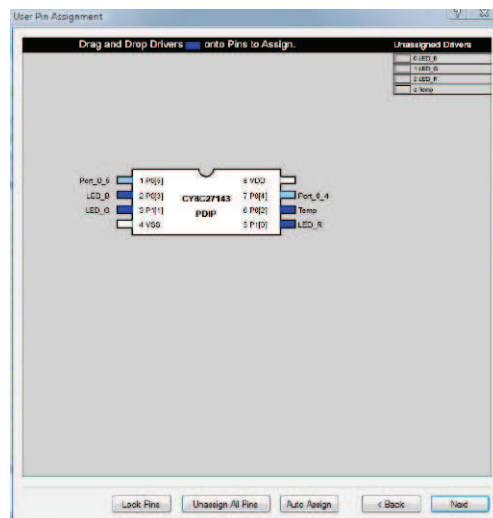 User Pin Assignment
Drag and Drop Drivers onto Pins to Assign.
Unassigned Drivers
0 LED_B
1 LED_G
2 LED_R
3 Temp
Port_0_5 1 P0[5] 8 VDD
LED_B 2 P0[3] CY8C27143 7 P0[4] Port_0_4
LED_G 3 P1[1] PDIP 6 P0[2] Temp
4 VSS 5 P1[0] LED_R
Lock Pins Unassign All Pins Auto Assign < Back Next